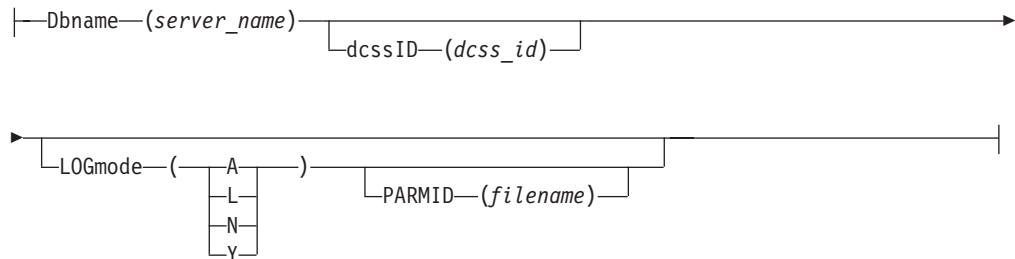 Dbname (server_name)
dcssID (dcss_id)
LOGmode ( A )
L
N
Y
PARMID (filename)